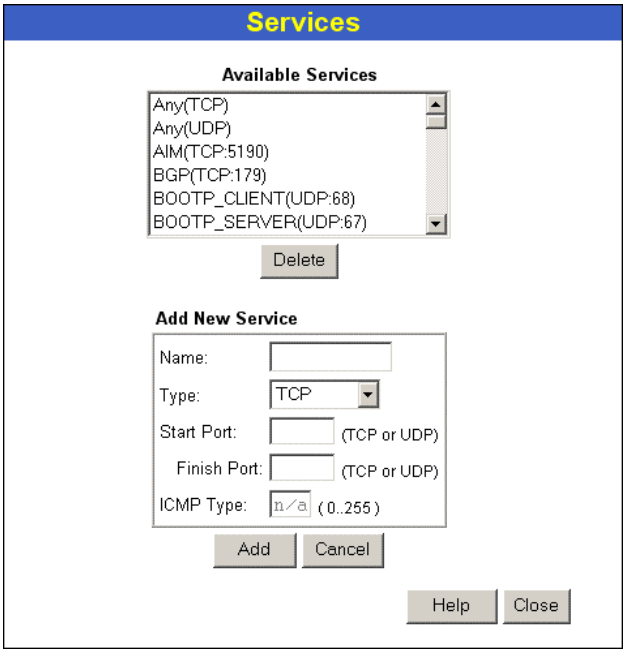 Services
Available Services
Any(TCP)
Any(UDP)
AIM(TCP:5190)
BGP(TCP:179)
BOOTP_CLIENT(UDP:68)
BOOTP_SERVER(UDP:67)
Delete
Add New Service
Name:
Type: TCP
Start Port: (TCP or UDP)
Finish Port: (TCP or UDP)
ICMP Type: n/a ( 0..255 )
Add Cancel
Help Close